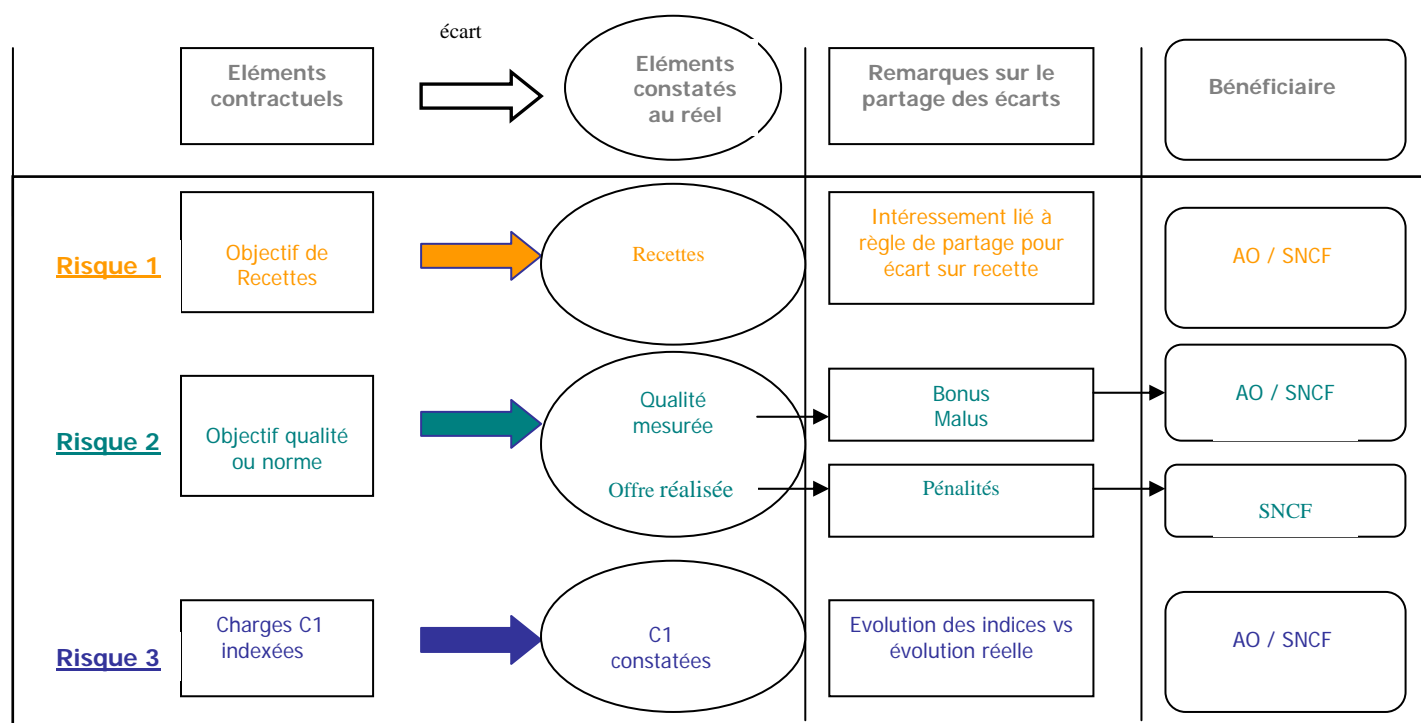 écart
Eléments
contractuels
Eléments
constatés
au réel
Remarques sur le
partage des écarts
Bénéficiaire
Risque 1
Objectif de
Recettes
Recettes
Intéressement lié à
règle de partage pour
écart sur recette
AO / SNCF
Risque 2
Objectif qualité
ou norme
Qualité
mesurée
Bonus
Malus
AO / SNCF
Offre réalisée
Pénalités
SNCF
Risque 3
Charges C1
indexées
C1
constatées
Evolution des indices vs
évolution réelle
AO / SNCF